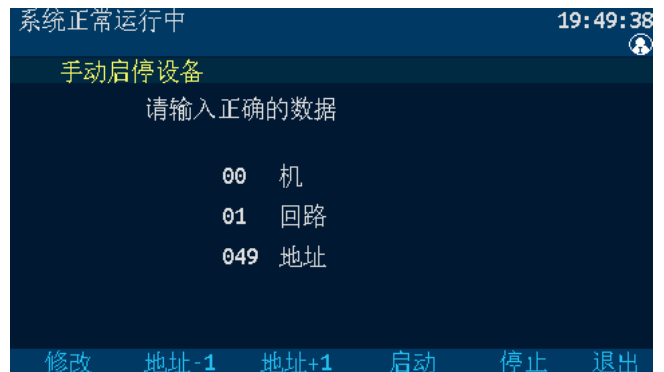 系统正常运行中 19:49:38
手动启停设备
请输入正确的数据
00 机
01 回路
049 地址
修改 地址-1 地址+1 启动 停止 退出